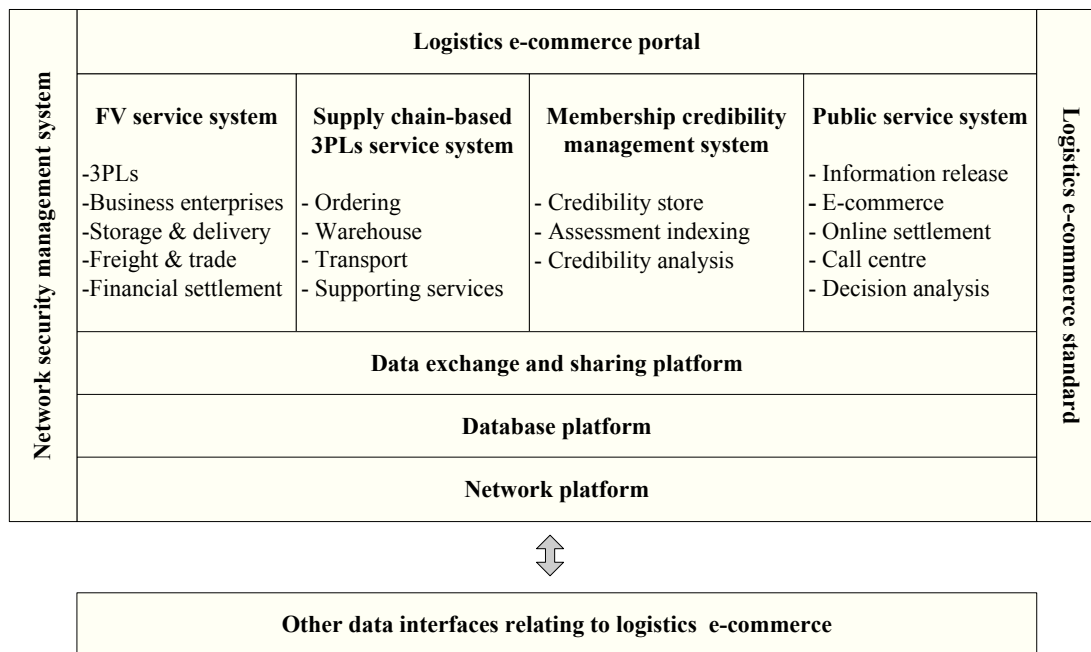 Network security management system
Logistics e-commerce portal
FV service system
-3PLs
-Business enterprises
-Storage & delivery
-Freight & trade
-Financial settlement
Supply chain-based
3PLs service system
- Ordering
- Warehouse
- Transport
- Supporting services
Membership credibility
management system
- Credibility store
- Assessment indexing
- Credibility analysis
Public service system
- Information release
- E-commerce
- Online settlement
- Call centre
- Decision analysis
Data exchange and sharing platform
Database platform
Network platform
Logistics e-commerce standard
Other data interfaces relating to logistics e-commerce